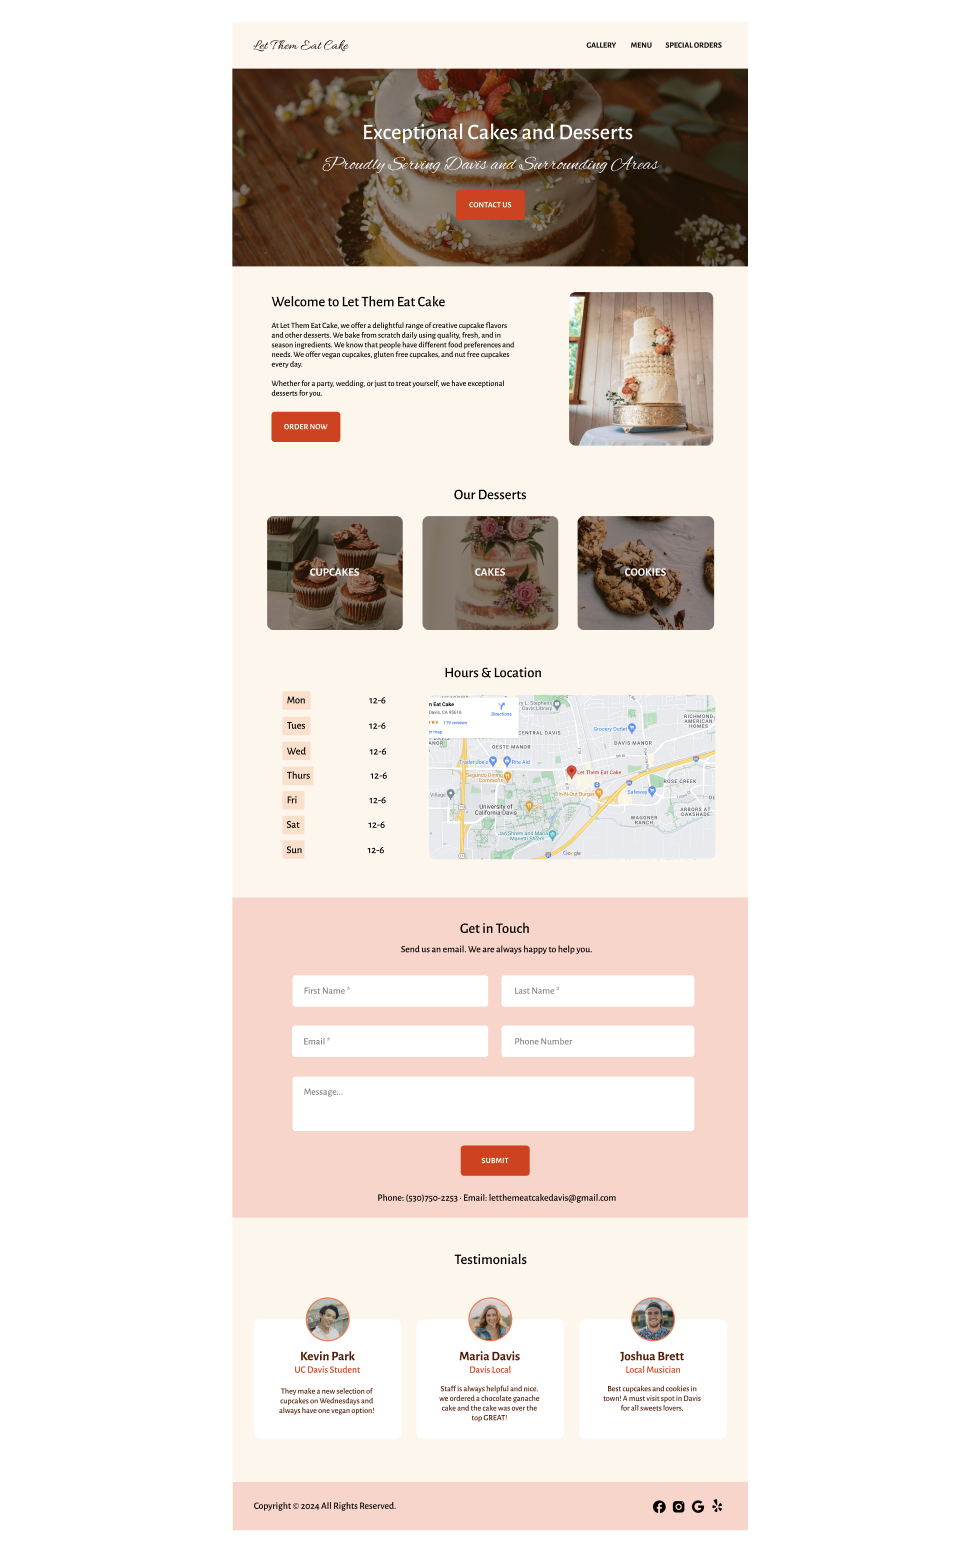 Let Them Eat Cake
GALLERY MENU SPECIAL ORDERS
Exceptional Cakes and Desserts
Proudly Serving Davis and Surrounding Areas
CONTACT US
Welcome to Let Them Eat Cake
At Let Them Eat Cake, we offer a delightful range of creative cupcake flavors
and other desserts. We bake from scratch daily using quality, fresh, and in
season ingredients. We know that people have different food preferences and
needs. We offer vegan cupcakes, gluten free cupcakes, and nut free cupcakes
every day.
Whether for a party, wedding, or just to treat yourself, we have exceptional
desserts for you.
ORDER NOW
Our Desserts
CUPCAKES
CAKES
COOKIES
Hours & Location
Mon 12-6
Tues 12-6
Wed 12-6
Thurs 12-6
Fri 12-6
Sat 12-6
Sun 12-6
n Eat Cake
Davis, CA 95616
Directions
119 reviews
er map
ry L. Stephens
Davis Library
CENTRAL DAVIS
Grocery Outlet
RICHMOND
AMERICAN
HOMES
ANOR
OESTE MANOR
DAVIS MANOR
Trader Joe's
Rite Aid
Segundo Dining
Commons
Let Them Eat Cake
ROSE CREEK
Village
In-N-Out Burger
Safeway
University of
California Davis
ARBORS AT
OAKSHADE
WAGGONER
RANCH
Jan Shrem and Maria
Manetti Shrem
Google
Get in Touch
Send us an email. We are always happy to help you.
First Name *
Last Name *
Email *
Phone Number
Message...
SUBMIT
Phone: (530)750-2253 · Email: letthemeatcakedavis@gmail.com
Testimonials
Kevin Park
UC Davis Student
They make a new selection of
cupcakes on Wednesdays and
always have one vegan option!
Maria Davis
Davis Local
Staff is always helpful and nice.
we ordered a chocolate ganache
cake and the cake was over the
top GREAT!
Joshua Brett
Local Musician
Best cupcakes and cookies in
town! A must visit spot in Davis
for all sweets lovers.
Copyright © 2024 All Rights Reserved.